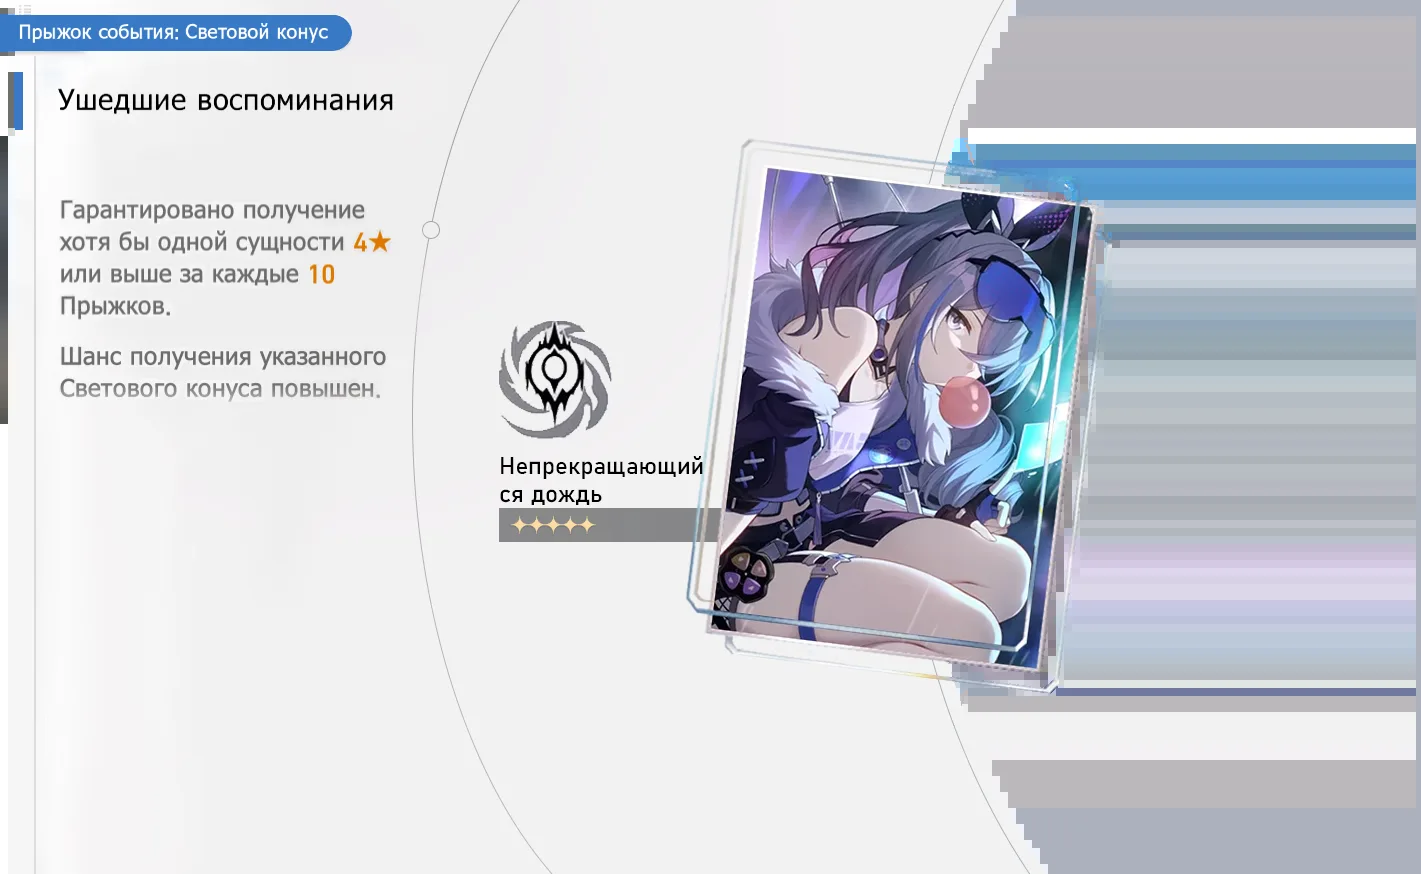 Прыжок события: Световой конус
Ушедшие воспоминания
Гарантировано получение
хотя бы одной сущности 4★
или выше за каждые 10
Прыжков.
Шанс получения указанного
Светового конуса повышен.
Непрекращающий
ся дождь